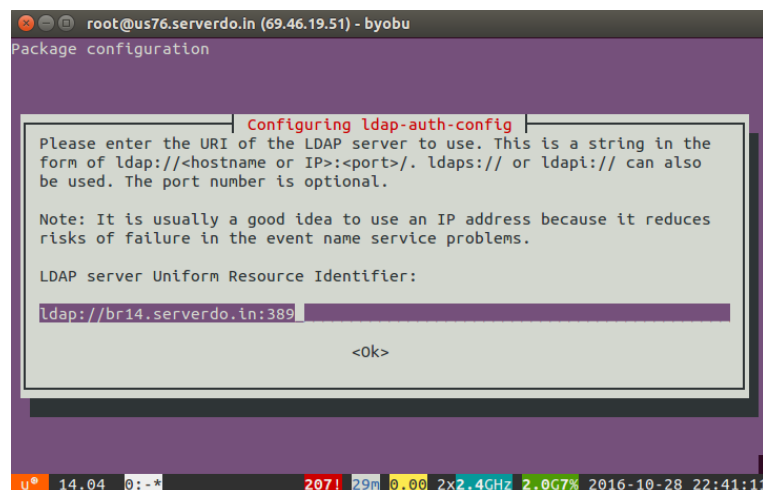 root@us76.serverdo.in (69.46.19.51) - byobu
Package configuration
Configuring ldap-auth-config
Please enter the URI of the LDAP server to use. This is a string in the
form of ldap://<hostname or IP>:<port>/. ldaps:// or ldapi:// can also
be used. The port number is optional.
Note: It is usually a good idea to use an IP address because it reduces
risks of failure in the event name service problems.
LDAP server Uniform Resource Identifier:
ldap://br14.serverdo.in:389
<Ok>
u® 14.04 0:-* 207! 29m 0.00 2x2.4GHz 2.0G7% 2016-10-28 22:41:11